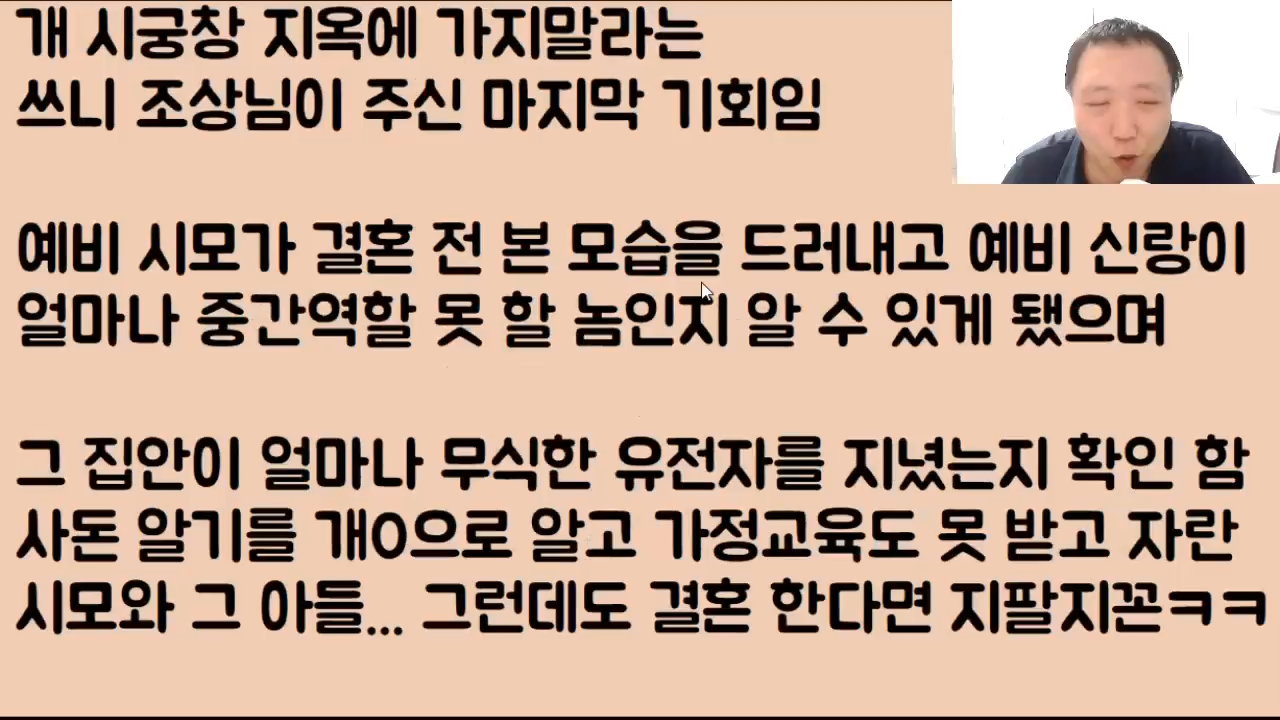 개 시궁창 지옥에 가지말라는
쓰니 조상님이 주신 마지막 기회임
예비 시모가 결혼 전 본 모습을 드러내고 예비 신랑이
얼마나 중간역할 못 할 놈인지 알 수 있게 됐으며
그 집안이 얼마나 무식한 유전자를 지녔는지 확인 함
사돈 알기를 개0으로 알고 가정교육도 못 받고 자란
시모와 그 아들... 그런데도 결혼 한다면 지팔지꼰ㅋㅋ